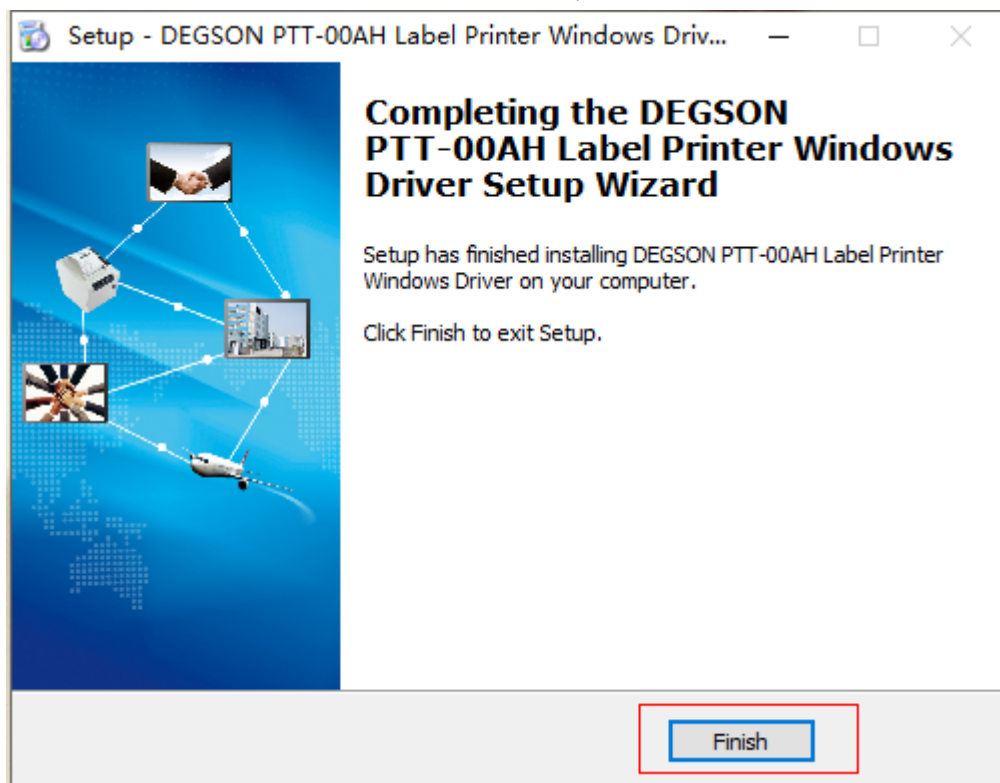 Setup - DEGSON PTT-00AH Label Printer Windows Driv...
Completing the DEGSON
PTT-00AH Label Printer Windows
Driver Setup Wizard
Setup has finished installing DEGSON PTT-00AH Label Printer
Windows Driver on your computer.
Click Finish to exit Setup.
Finish